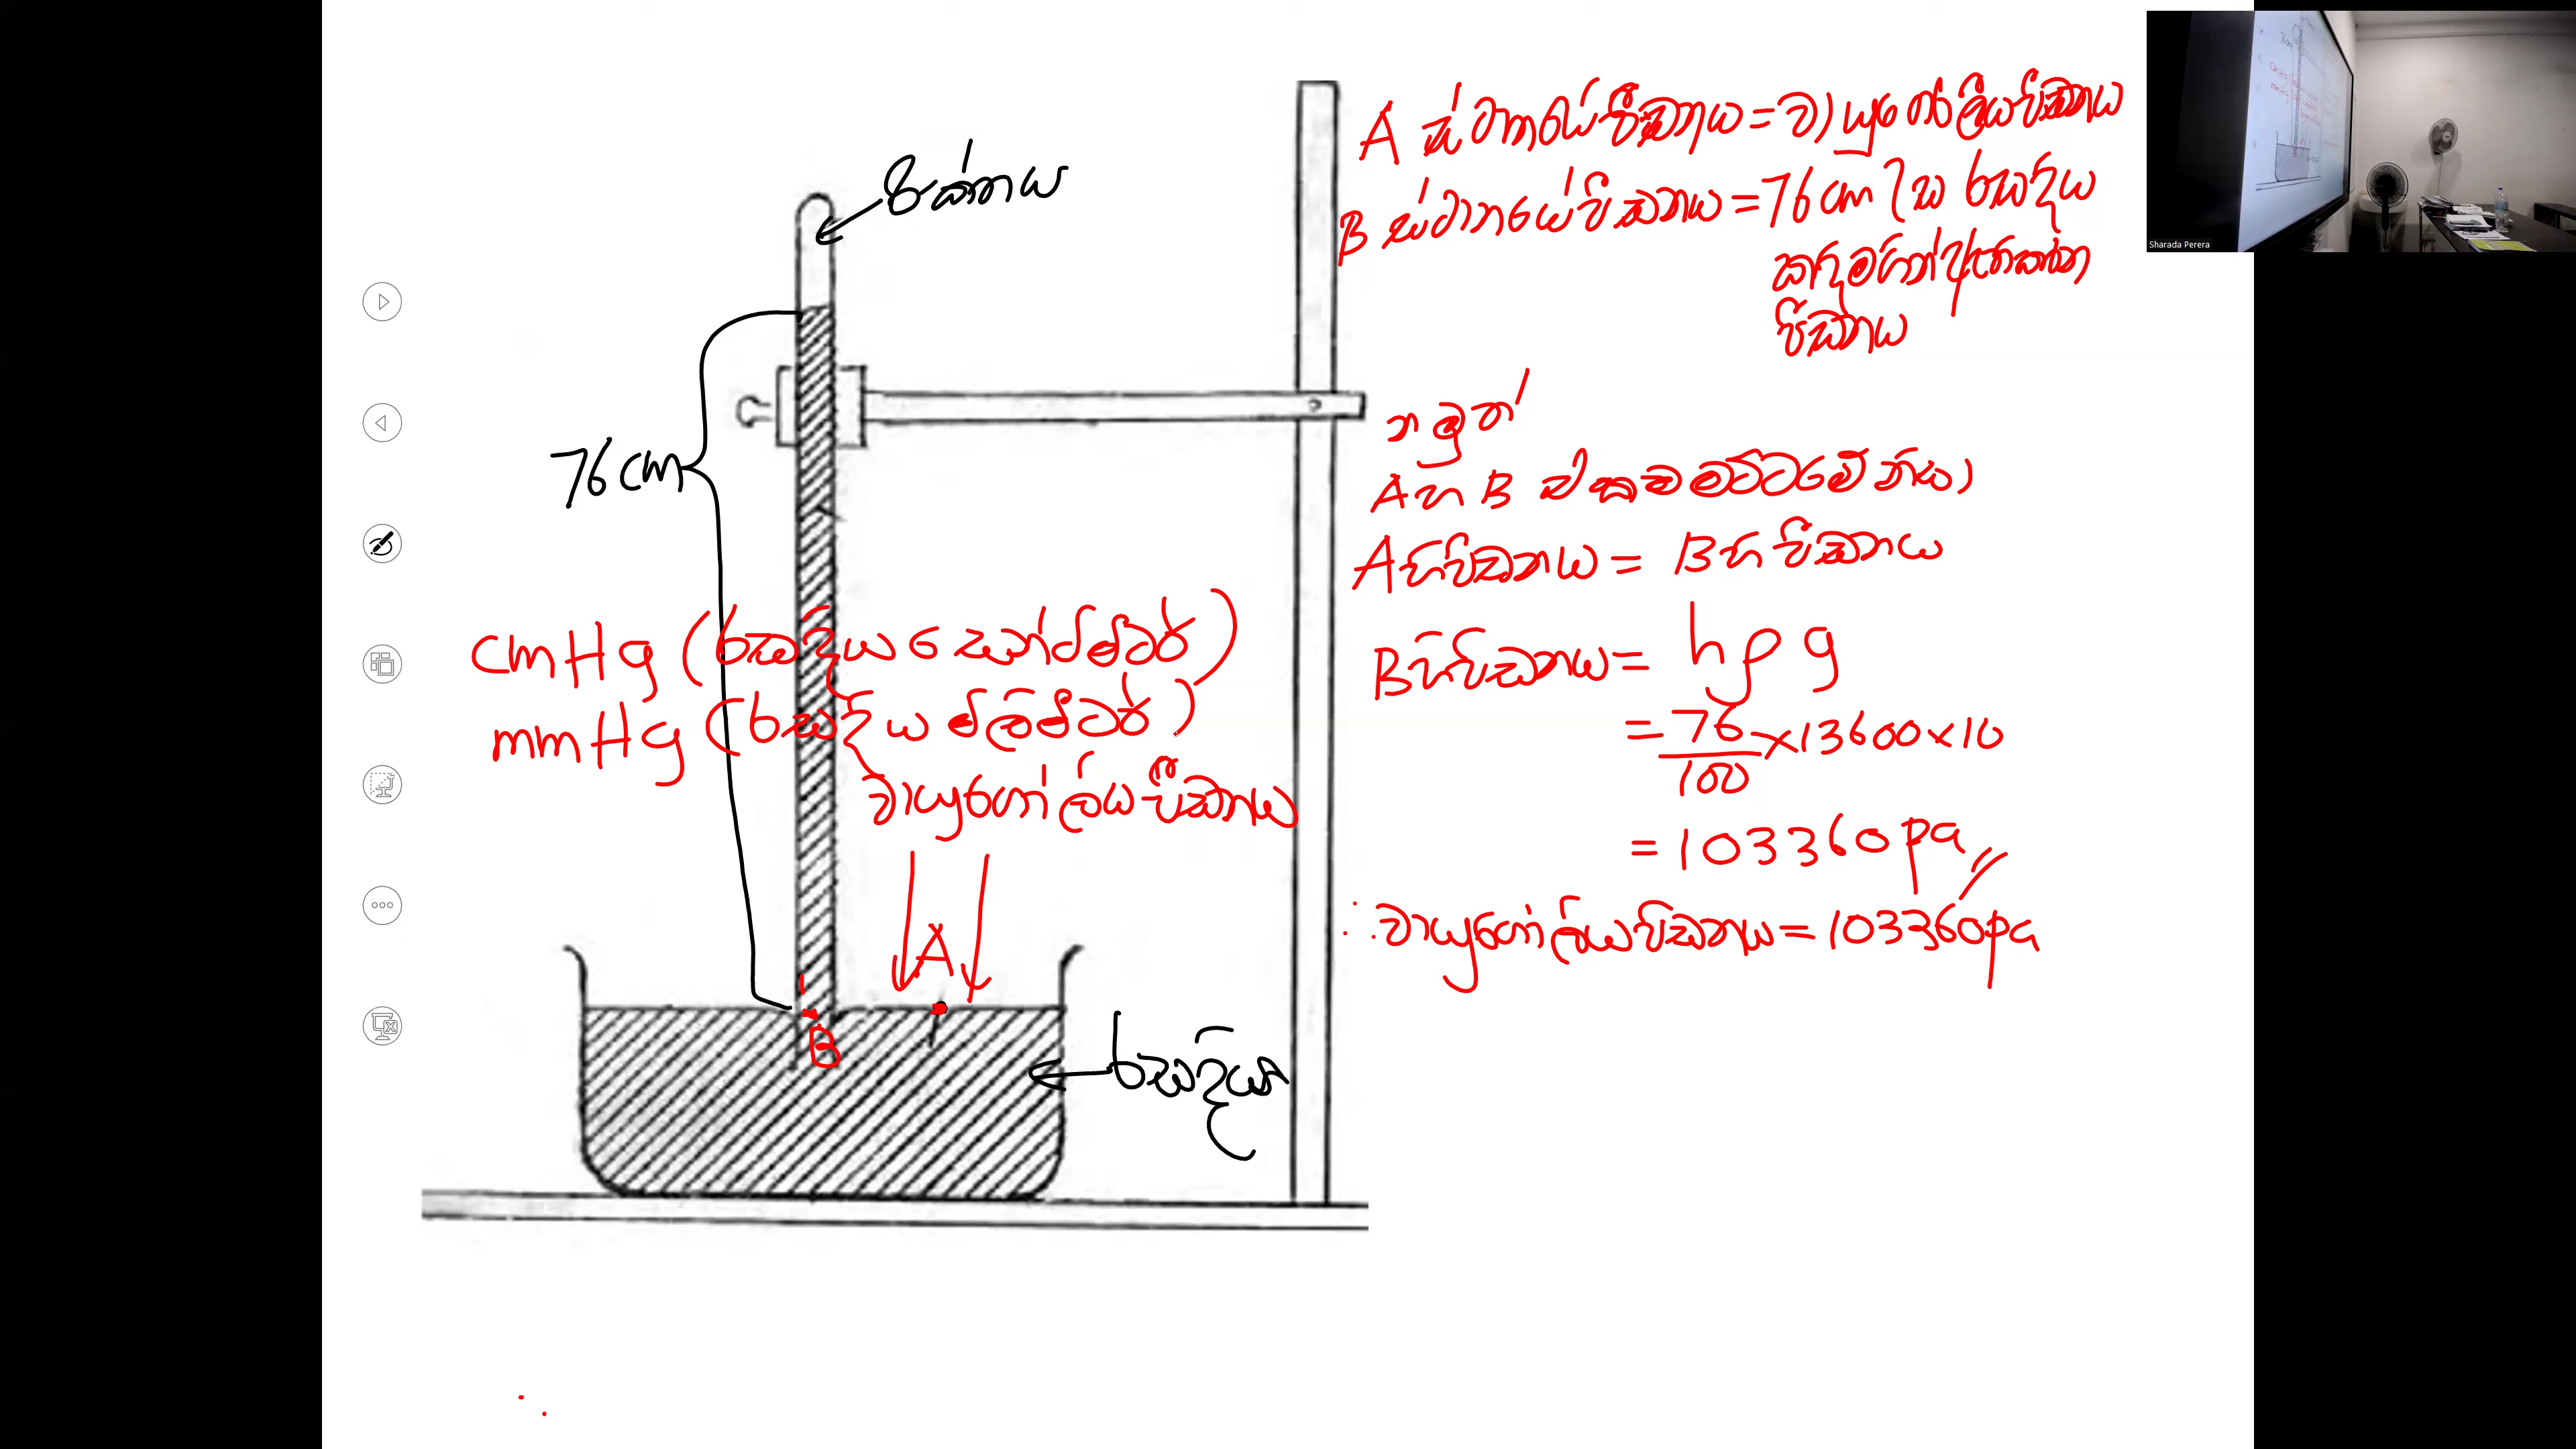 රික්තය
76 cm
cmHg (රසදිය සෙන්ටිමීටර්)
mmHg (රසදිය මිලිමීටර්)
වායුගෝලීය පීඩනය
A
B
රසදිය
A ස්ථානයේ පීඩනය = වායුගෝලීය පීඩනය
B ස්ථානයේ පීඩනය = 76 cm උස රසදිය
කඳ මගින් ඇතිකරන
පීඩනය
නමුත්
A හා B එකම මට්ටමේ නිසා
A හි පීඩනය = B හි පීඩනය
B හි පීඩනය = hρg
= 76/100 × 13600 × 10
= 103360 pa
∴ වායුගෝලීය පීඩනය = 103360 pa
Sharada Perera